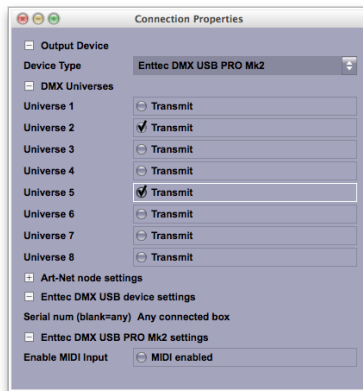 Connection Properties
Output Device
Device Type Enttec DMX USB PRO Mk2
DMX Universes
Universe 1 Transmit
Universe 2 Transmit
Universe 3 Transmit
Universe 4 Transmit
Universe 5 Transmit
Universe 6 Transmit
Universe 7 Transmit
Universe 8 Transmit
Art-Net node settings
Enttec DMX USB device settings
Serial num (blank=any) Any connected box
Enttec DMX USB PRO Mk2 settings
Enable MIDI Input MIDI enabled